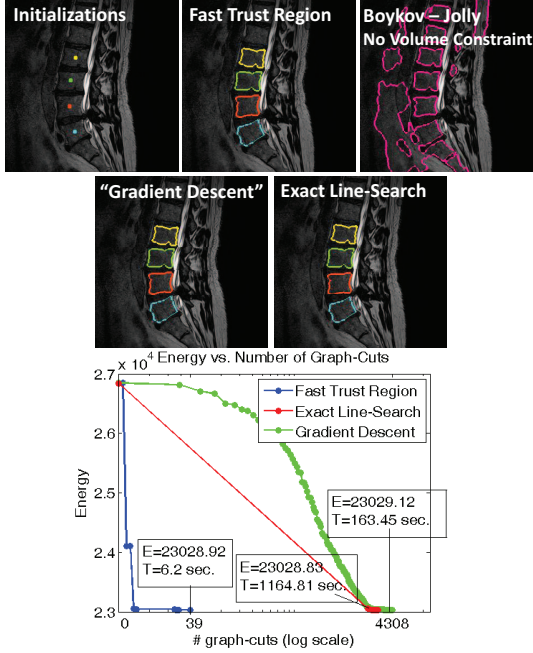 Initializations
Fast Trust Region
Boykov – Jolly
No Volume Constraint
“Gradient Descent”
Exact Line-Search
x 10⁴ Energy vs. Number of Graph-Cuts
2.7
2.6
2.5
2.4
2.3
Energy
Fast Trust Region
Exact Line-Search
Gradient Descent
E=23029.12
T=163.45 sec.
E=23028.92
T=6.2 sec.
E=23028.83
T=1164.81 sec.
0
39
4308
# graph-cuts (log scale)